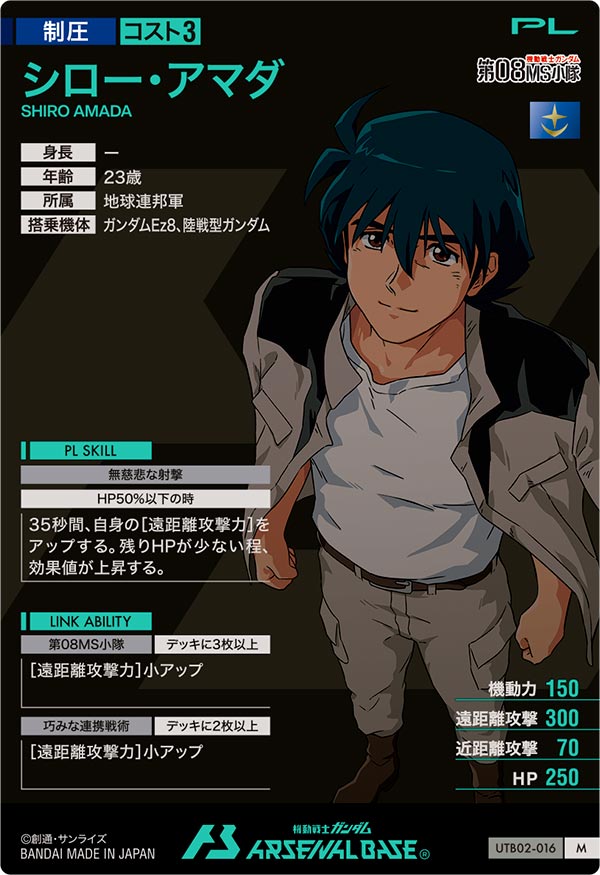 制圧 コスト3 PL
シロー・アマダ
SHIRO AMADA
機動戦士ガンダム
第08MS小隊
身長 ー
年齢 23歳
所属 地球連邦軍
搭乗機体 ガンダムEz8、陸戦型ガンダム
PL SKILL
無慈悲な射撃
HP50%以下の時
35秒間、自身の[遠距離攻撃力]を
アップする。残りHPが少ない程、
効果値が上昇する。
LINK ABILITY
第08MS小隊 デッキに3枚以上
[遠距離攻撃力]小アップ
巧みな連携戦術 デッキに2枚以上
[遠距離攻撃力]小アップ
機動力 150
遠距離攻撃 300
近距離攻撃 70
HP 250
©創通・サンライズ
BANDAI MADE IN JAPAN
機動戦士ガンダム
ARSENAL BASE®
UTB02-016 M